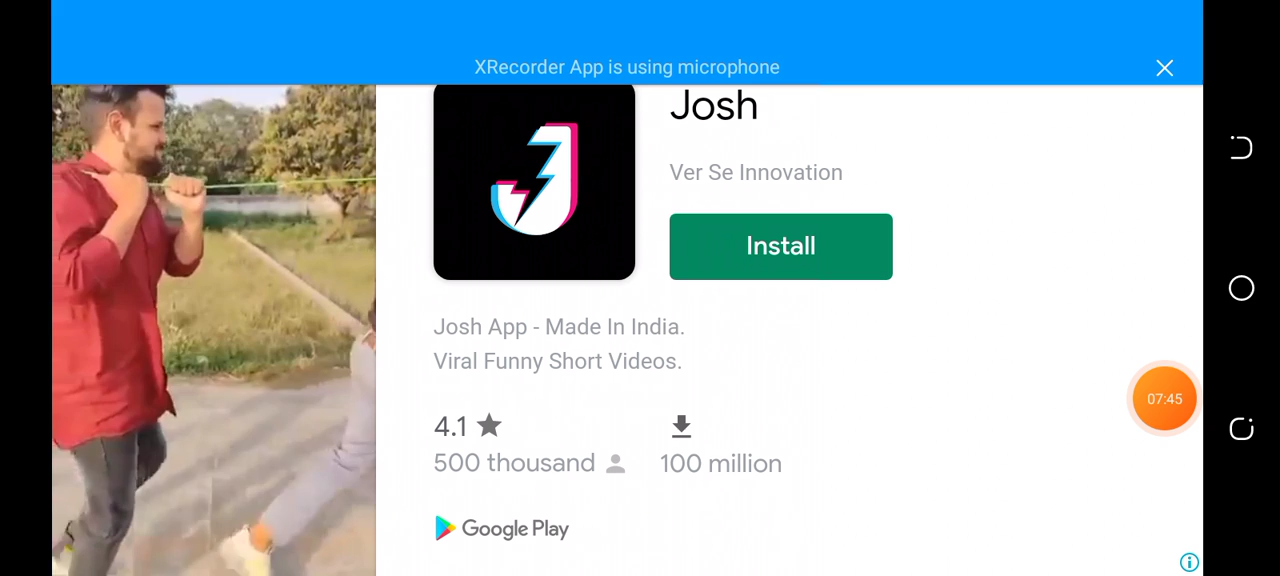 XRecorder App is using microphone
Josh
Ver Se Innovation
Install
Josh App - Made In India.
Viral Funny Short Videos.
4.1
500 thousand
100 million
Google Play
07:45